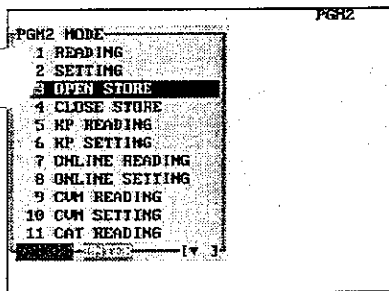 PGM2
PGM2 MODE
1 READING
2 SETTING
3 OPEN STORE
4 CLOSE STORE
5 KP READING
6 KP SETTING
7 ONLINE READING
8 ONLINE SETTING
9 CVM READING
10 CVM SETTING
11 CAT READING
[▼ ]